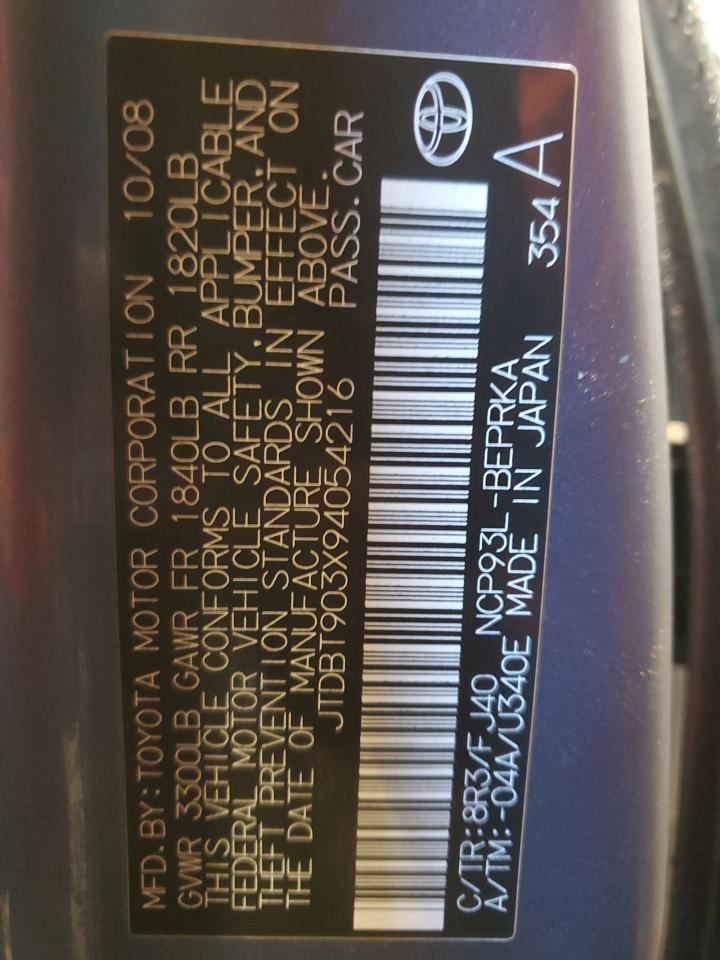 MFD.BY:TOYOTA MOTOR CORPORATION 10/08
GVWR 3300LB GAWR FR 1840LB RR 1820LB
THIS VEHICLE CONFORMS TO ALL APPLICABLE
FEDERAL MOTOR VEHICLE SAFETY,BUMPER,AND
THEFT PREVENTION STANDARDS IN EFFECT ON
THE DATE OF MANUFACTURE SHOWN ABOVE.
JTDBT903X94054216 PASS.CAR
C/TR:8R3/FJ40 NCP93L-BEPRKA
A/TM:-04A/U340E MADE IN JAPAN 354A